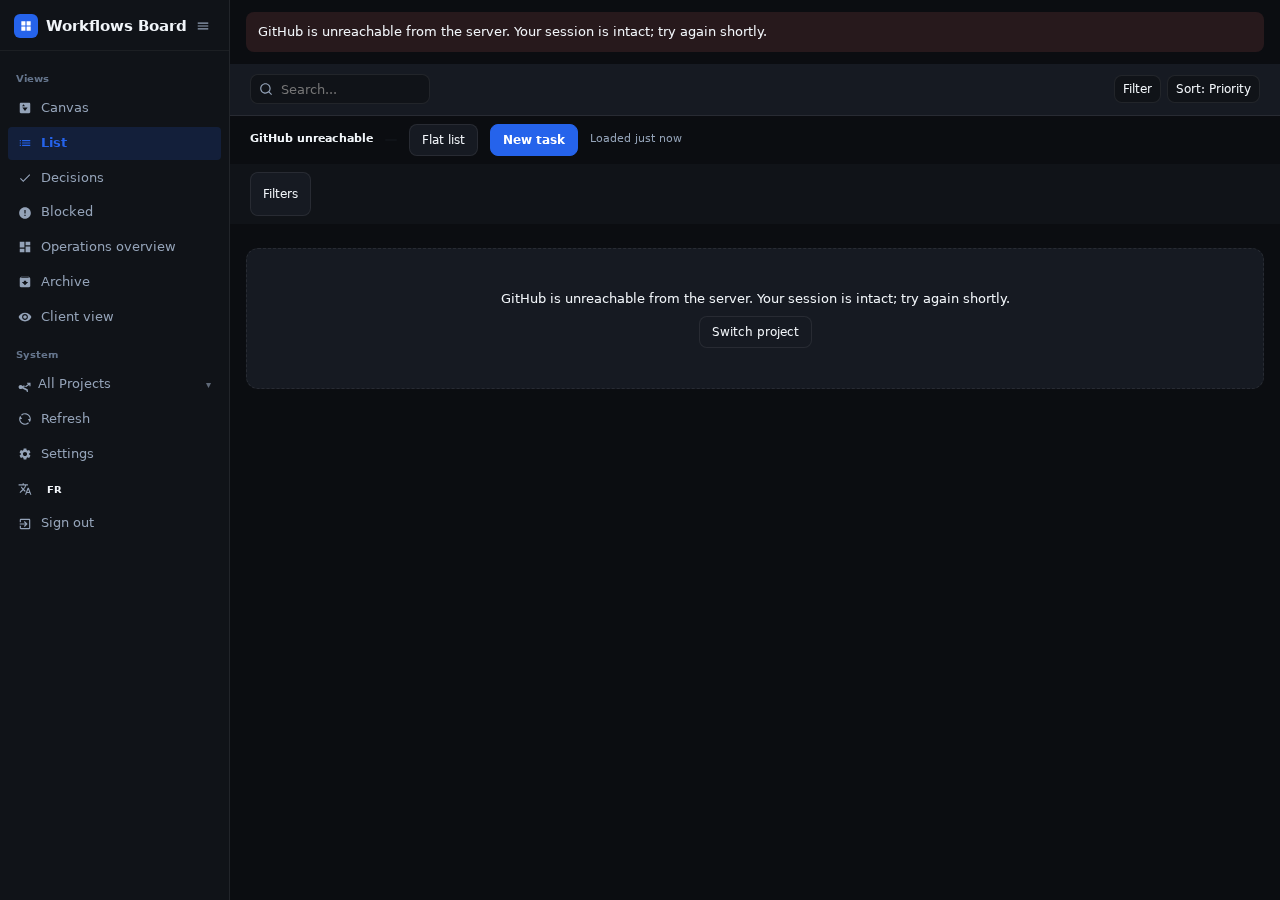 Workflows Board
GitHub is unreachable from the server. Your session is intact; try again shortly.
Views
Canvas
List
Decisions
Blocked
Operations overview
Archive
Client view
System
All Projects
Refresh
Settings
FR
Sign out
Search...
Filter
Sort: Priority
GitHub unreachable
Flat list
New task
Loaded just now
Filters
GitHub is unreachable from the server. Your session is intact; try again shortly.
Switch project